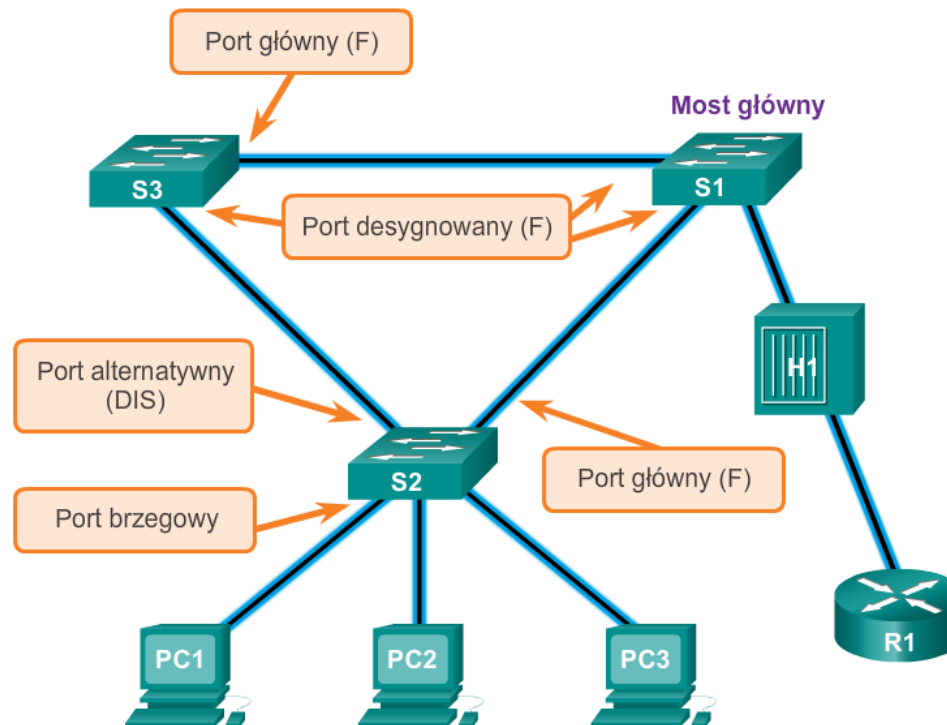 Port główny (F)
Most główny
S3
S1
Port desygnowany (F)
H1
Port alternatywny
(DIS)
S2
Port główny (F)
Port brzegowy
R1
PC1
PC2
PC3